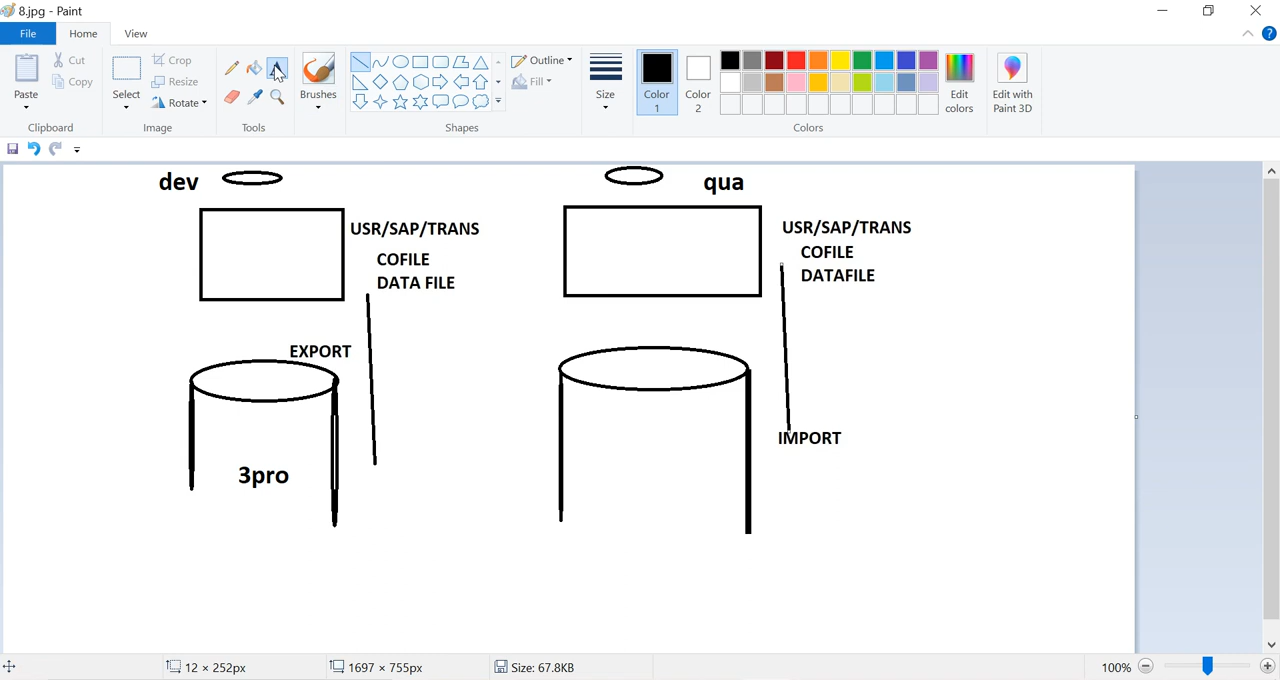 8.jpg - Paint
File
Home
View
Paste
Cut
Copy
Clipboard
Select
Crop
Resize
Rotate
Image
A
Tools
Brushes
Outline
Fill
Shapes
Size
Color
1
Color
2
Edit
colors
Colors
Edit with
Paint 3D
?
dev
qua
USR/SAP/TRANS
COFILE
DATA FILE
USR/SAP/TRANS
COFILE
DATAFILE
EXPORT
IMPORT
3pro
12 × 252px
1697 × 755px
Size: 67.8KB
100%